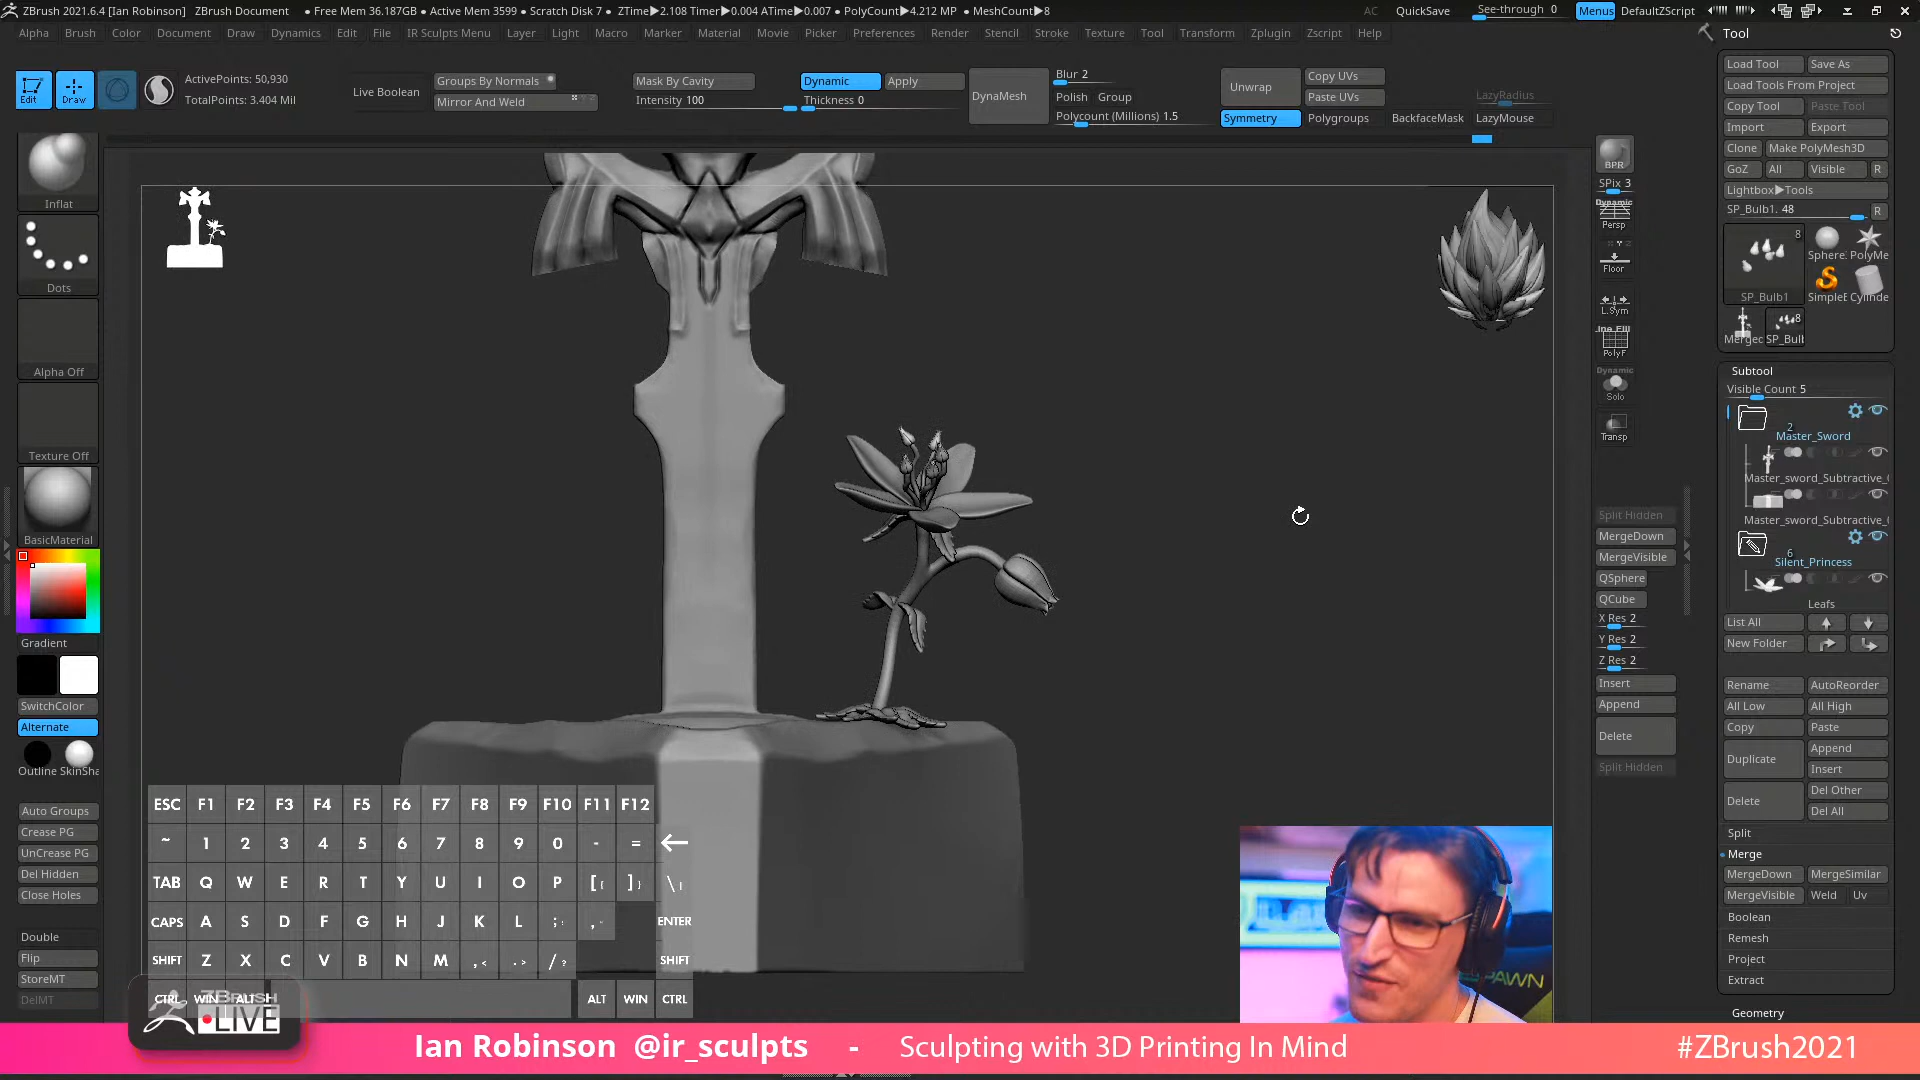 ZBrush 2021.6.4 [Ian Robinson] ZBrush Document • Free Mem 36.187GB • Active Mem 3599 • Scratch Disk 7 • ZTime▶2.108 Timer▶0.004 ATime▶0.007 • PolyCount▶4.212 MP • MeshCount▶8 AC QuickSave See-through 0 Menus DefaultZScript
Alpha Brush Color Document Draw Dynamics Edit File IR Sculpts Menu Layer Light Macro Marker Material Movie Picker Preferences Render Stencil Stroke Texture Tool Transform Zplugin Zscript Help
Tool
Edit
Draw
ActivePoints: 50,930
TotalPoints: 3.404 Mil
Live Boolean
Groups By Normals
Mirror And Weld
Mask By Cavity
Intensity 100
Dynamic
Apply
Thickness 0
DynaMesh
Blur 2
Polish Group
Polycount (Millions) 1.5
Unwrap
Copy UVs
Paste UVs
Symmetry
Polygroups
BackfaceMask
LazyRadius
LazyMouse
Inflat
Dots
Alpha Off
Texture Off
BasicMaterial
Gradient
SwitchColor
Alternate
Outline SkinSha
Auto Groups
Crease PG
UnCrease PG
Del Hidden
Close Holes
Double
Flip
StoreMT
DelMT
BPR
SPix 3
Dynamic
Persp
Floor
L.Sym
PolyF
Dynamic
Solo
Transp
Split Hidden
MergeDown
MergeVisible
QSphere
QCube
X Res 2
Y Res 2
Z Res 2
Insert
Append
Delete
Split Hidden
Load Tool Save As
Load Tools From Project
Copy Tool Paste Tool
Import Export
Clone Make PolyMesh3D
GoZ All Visible R
Lightbox▶Tools
SP_Bulb1. 48 R
8
SP_Bulb1
Sphere. PolyMe
SimpleB Cylinde
8
Mergec SP_Bull
Subtool
Visible Count 5
2
Master_Sword
Master_sword_Subtractive_
Master_sword_Subtractive_
6
Silent_Princess
Leafs
List All
New Folder
Rename AutoReorder
All Low All High
Copy Paste
Duplicate Append
Insert
Delete Del Other
Del All
Split
Merge
MergeDown MergeSimilar
MergeVisible Weld Uv
Boolean
Remesh
Project
Extract
Geometry
ESC F1 F2 F3 F4 F5 F6 F7 F8 F9 F10 F11 F12
~ 1 2 3 4 5 6 7 8 9 0 - = ←
TAB Q W E R T Y U I O P [{ ]} \|
CAPS A S D F G H J K L ;: ENTER
SHIFT Z X C V B N M ,< .> /? SHIFT
CTRL WIN ALT ALT WIN CTRL
ZBRUSH
LIVE
PAWN
Ian Robinson @ir_sculpts - Sculpting with 3D Printing In Mind #ZBrush2021